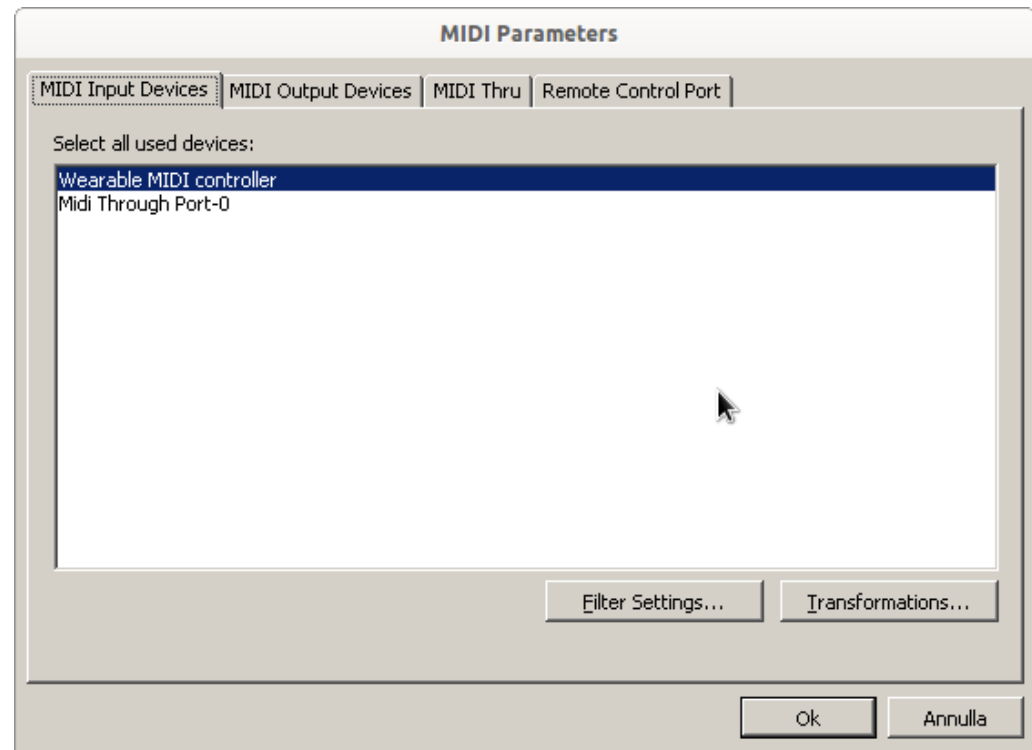 MIDI Parameters
MIDI Input Devices MIDI Output Devices MIDI Thru Remote Control Port
Select all used devices:
Wearable MIDI controller
Midi Through Port-0
Filter Settings... Transformations...
Ok Annulla